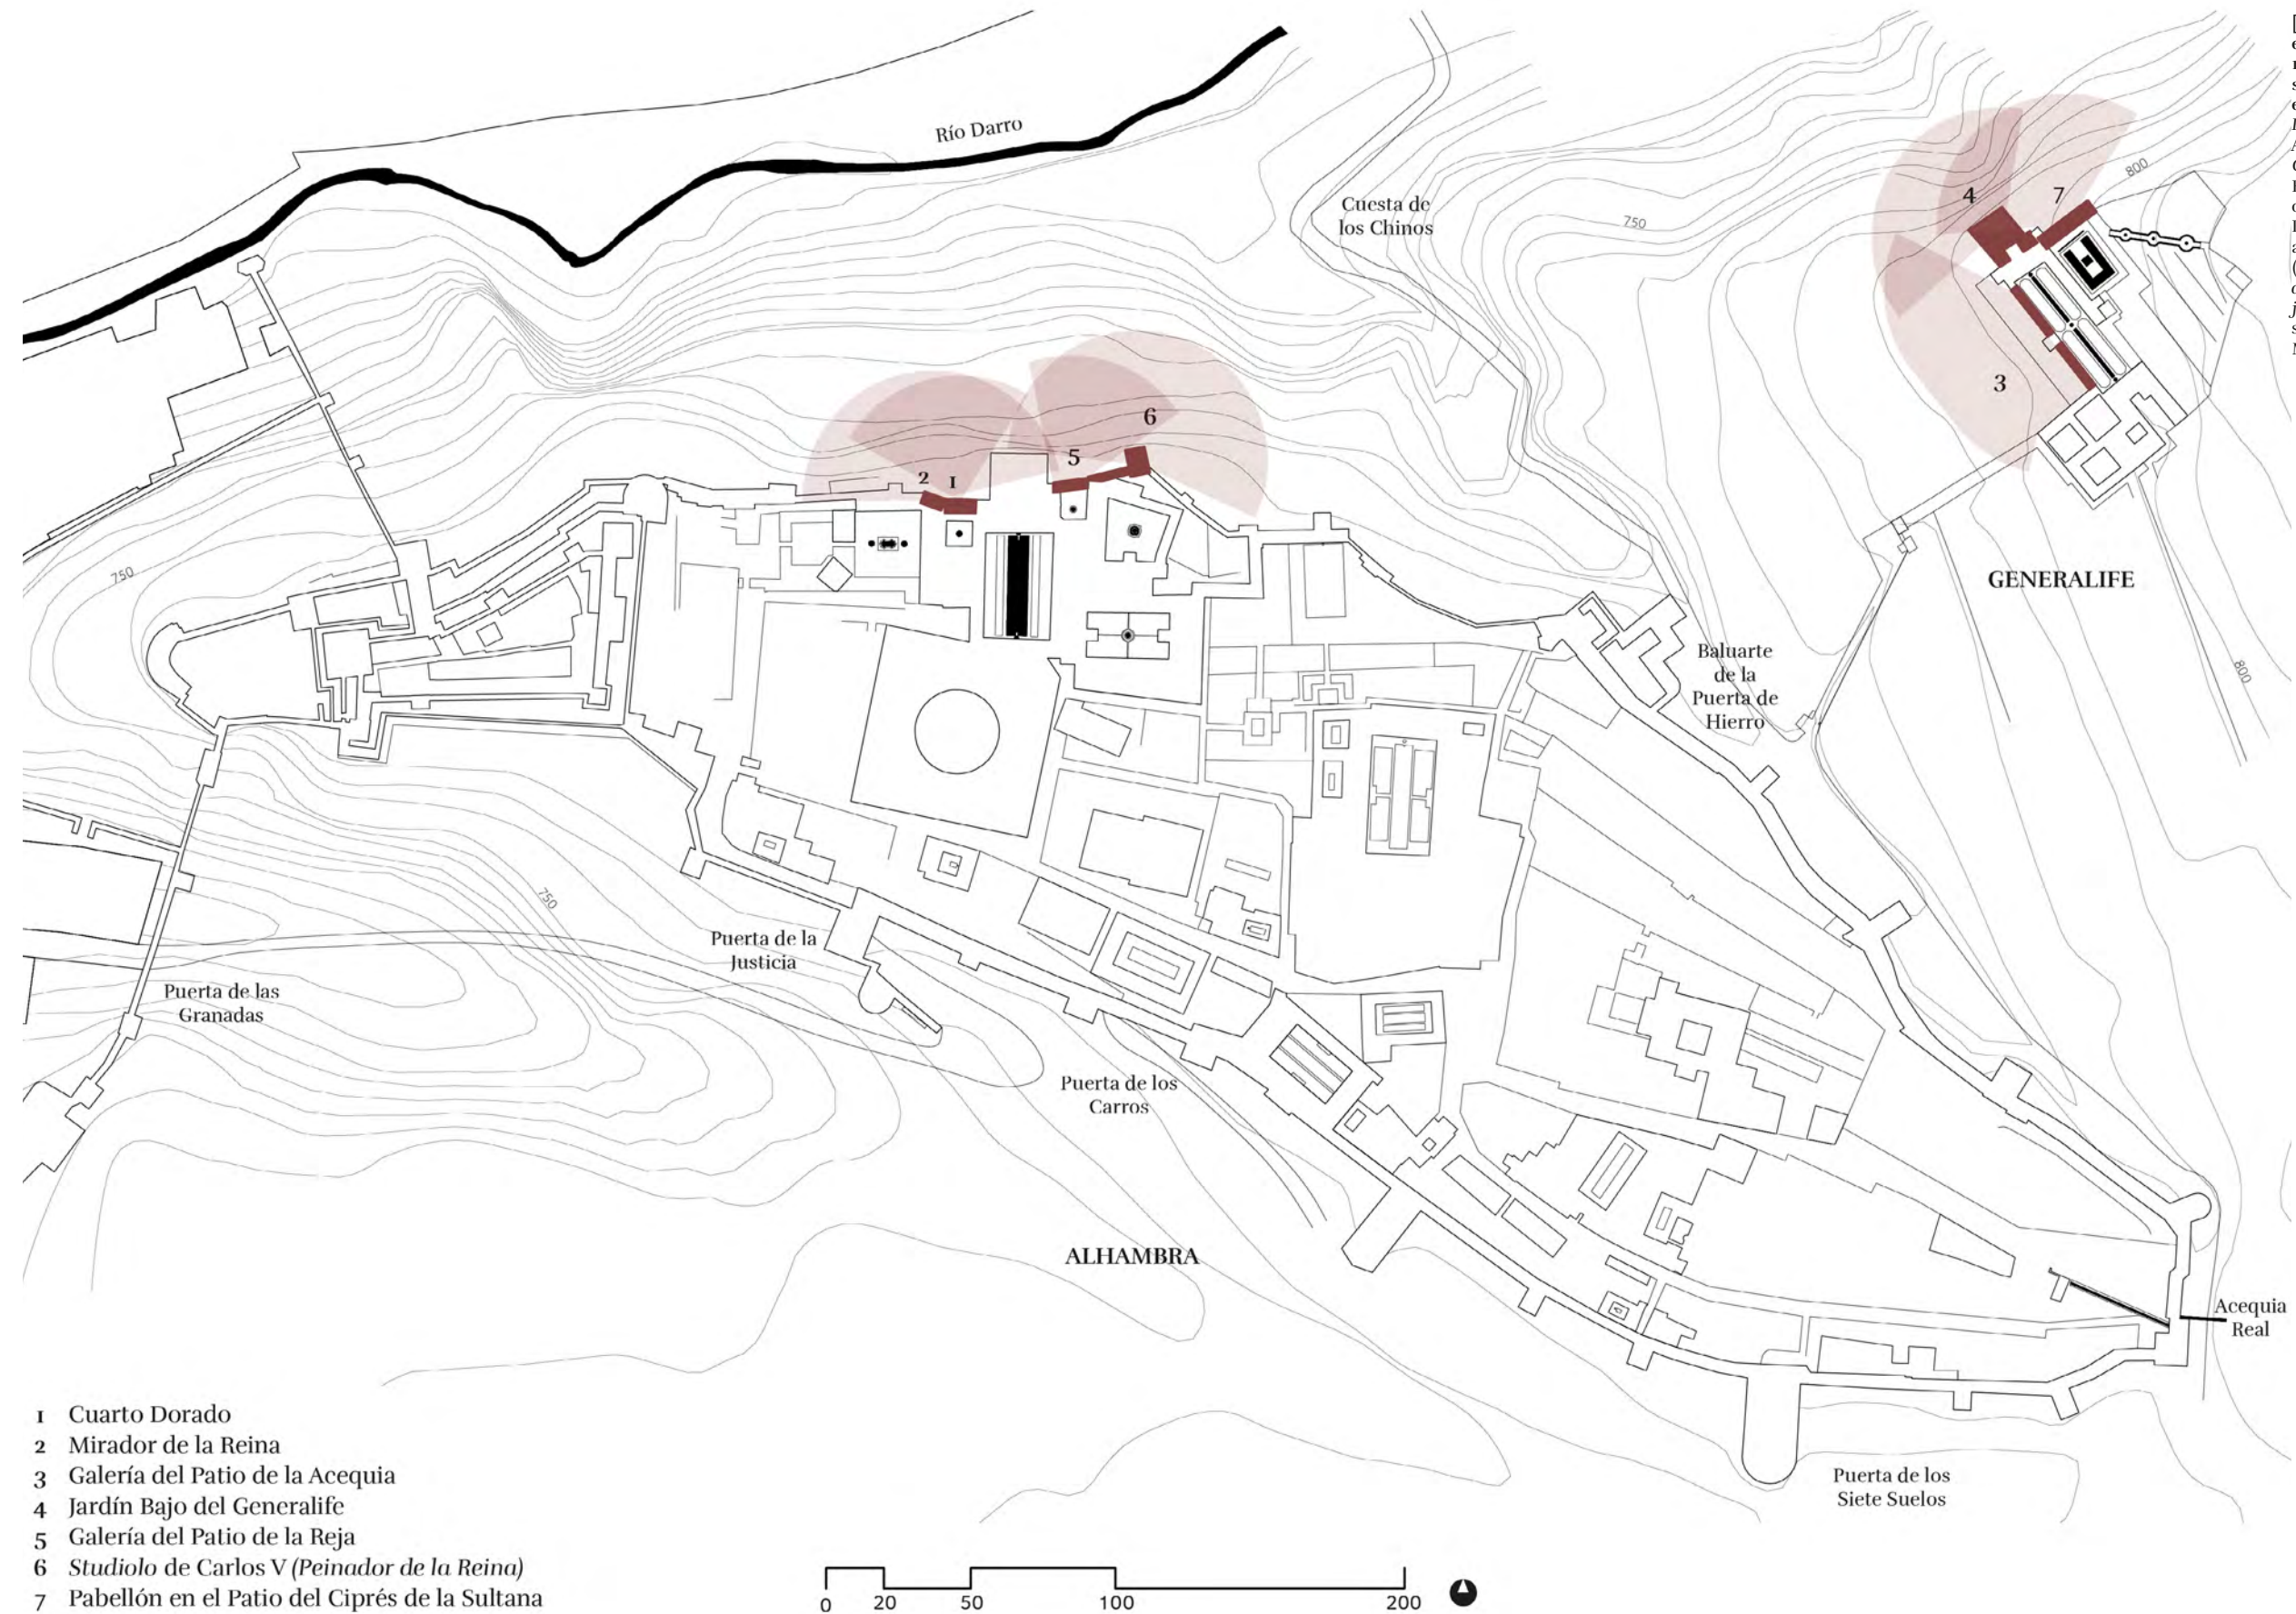 Río Darro
Cuesta de
los Chinos
750
800
4
7
3
6
5
2
1
GENERALIFE
750
Baluarte
de la
Puerta de
Hierro
800
750
Puerta de la
Justicia
Puerta de las
Granadas
Puerta de los
Carros
ALHAMBRA
Acequia
Real
Puerta de los
Siete Suelos
1 Cuarto Dorado
2 Mirador de la Reina
3 Galería del Patio de la Acequia
4 Jardín Bajo del Generalife
5 Galería del Patio de la Reja
6 Studiolo de Carlos V (Peinador de la Reina)
7 Pabellón en el Patio del Ciprés de la Sultana
0 20 50 100 200